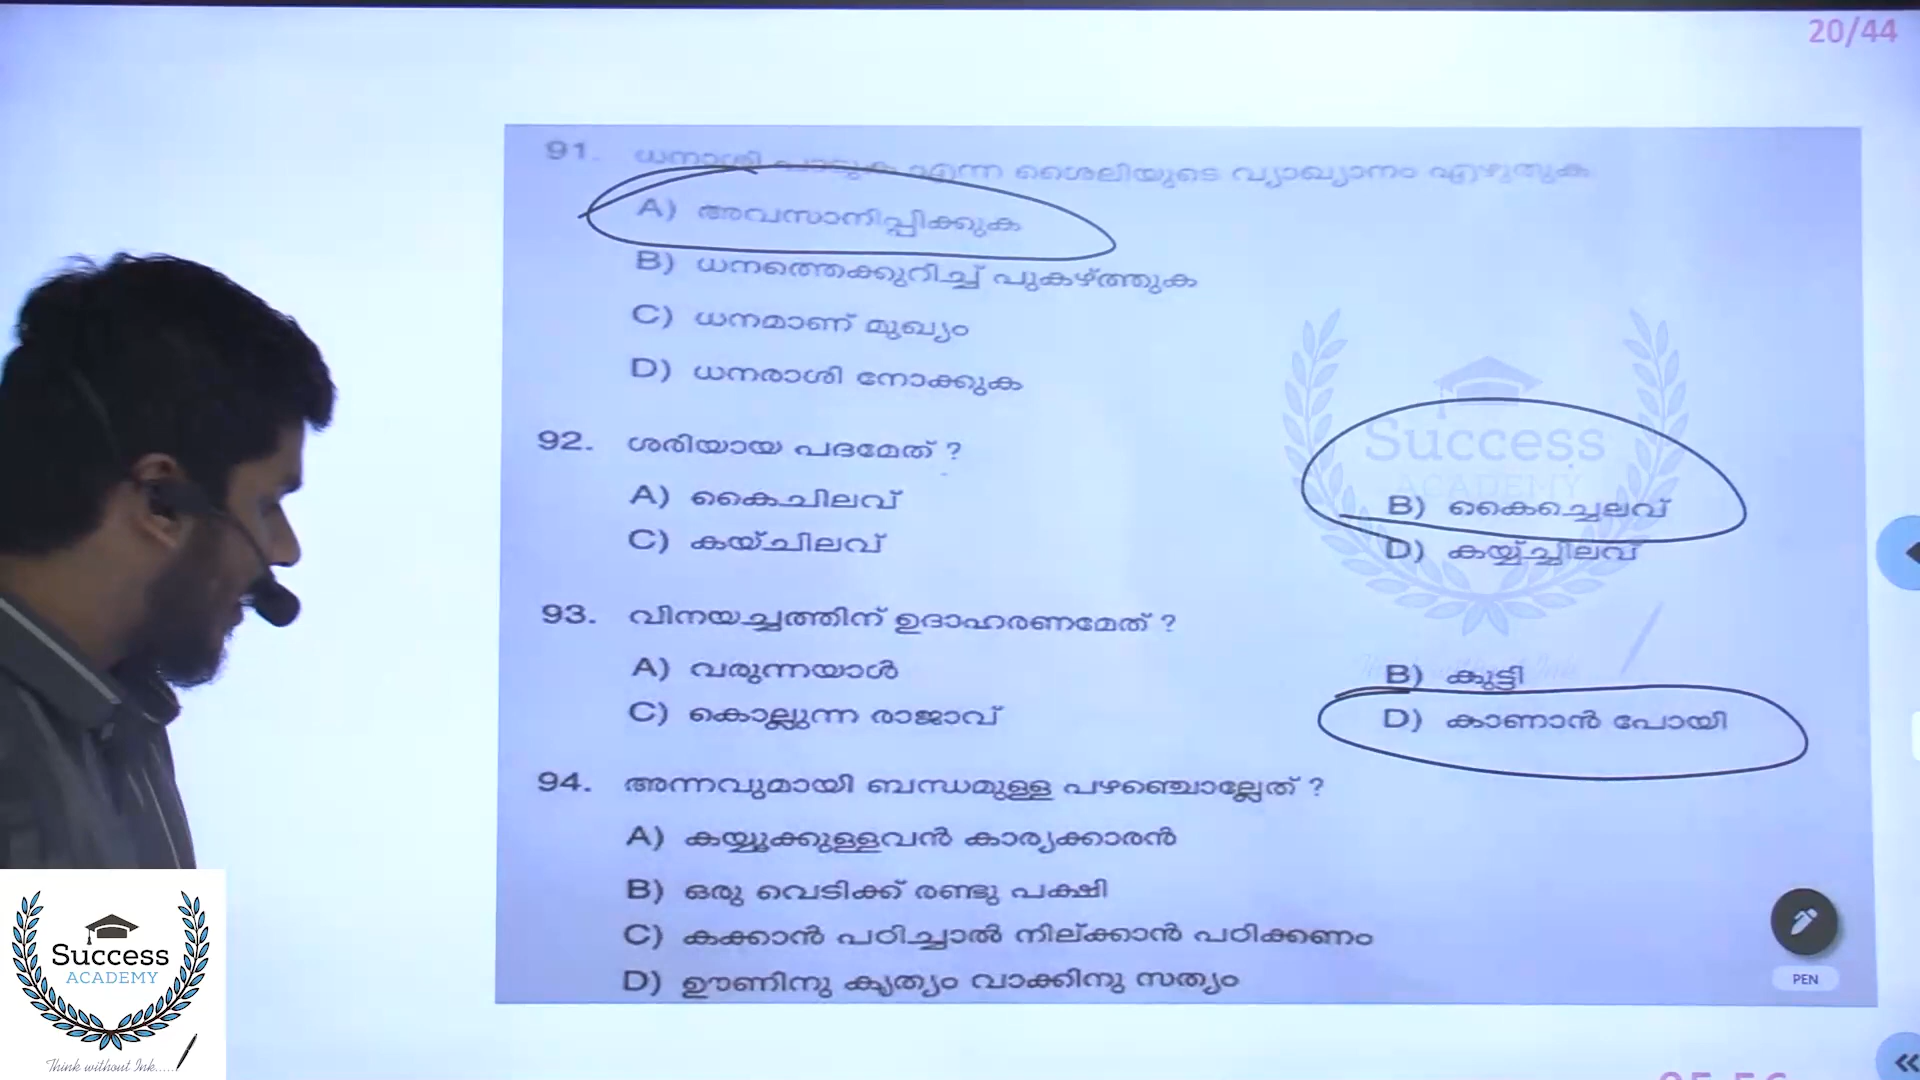 20/44
91. ധനാശി പാടുക എന്ന ശൈലിയുടെ വ്യാഖ്യാനം എഴുതുക
A) അവസാനിപ്പിക്കുക
B) ധനത്തെക്കുറിച്ച് പുകഴ്ത്തുക
C) ധനമാണ് മുഖ്യം
D) ധനരാശി നോക്കുക
92. ശരിയായ പദമേത് ?
A) കൈചിലവ്
B) കൈച്ചെലവ്
C) കയ്ചിലവ്
D) കയ്യ്ച്ചിലവ്
93. വിനയച്ചത്തിന് ഉദാഹരണമേത് ?
A) വരുന്നയാൾ
B) കുട്ടി
C) കൊല്ലുന്ന രാജാവ്
D) കാണാൻ പോയി
94. അന്നവുമായി ബന്ധമുള്ള പഴഞ്ചൊല്ലേത് ?
A) കയ്യൂക്കുള്ളവൻ കാര്യക്കാരൻ
B) ഒരു വെടിക്ക് രണ്ടു പക്ഷി
C) കക്കാൻ പഠിച്ചാൽ നില്ക്കാൻ പഠിക്കണം
D) ഊണിനു കൃത്യം വാക്കിനു സത്യം
Success
ACADEMY
PEN
Success
ACADEMY
Think without Ink.....